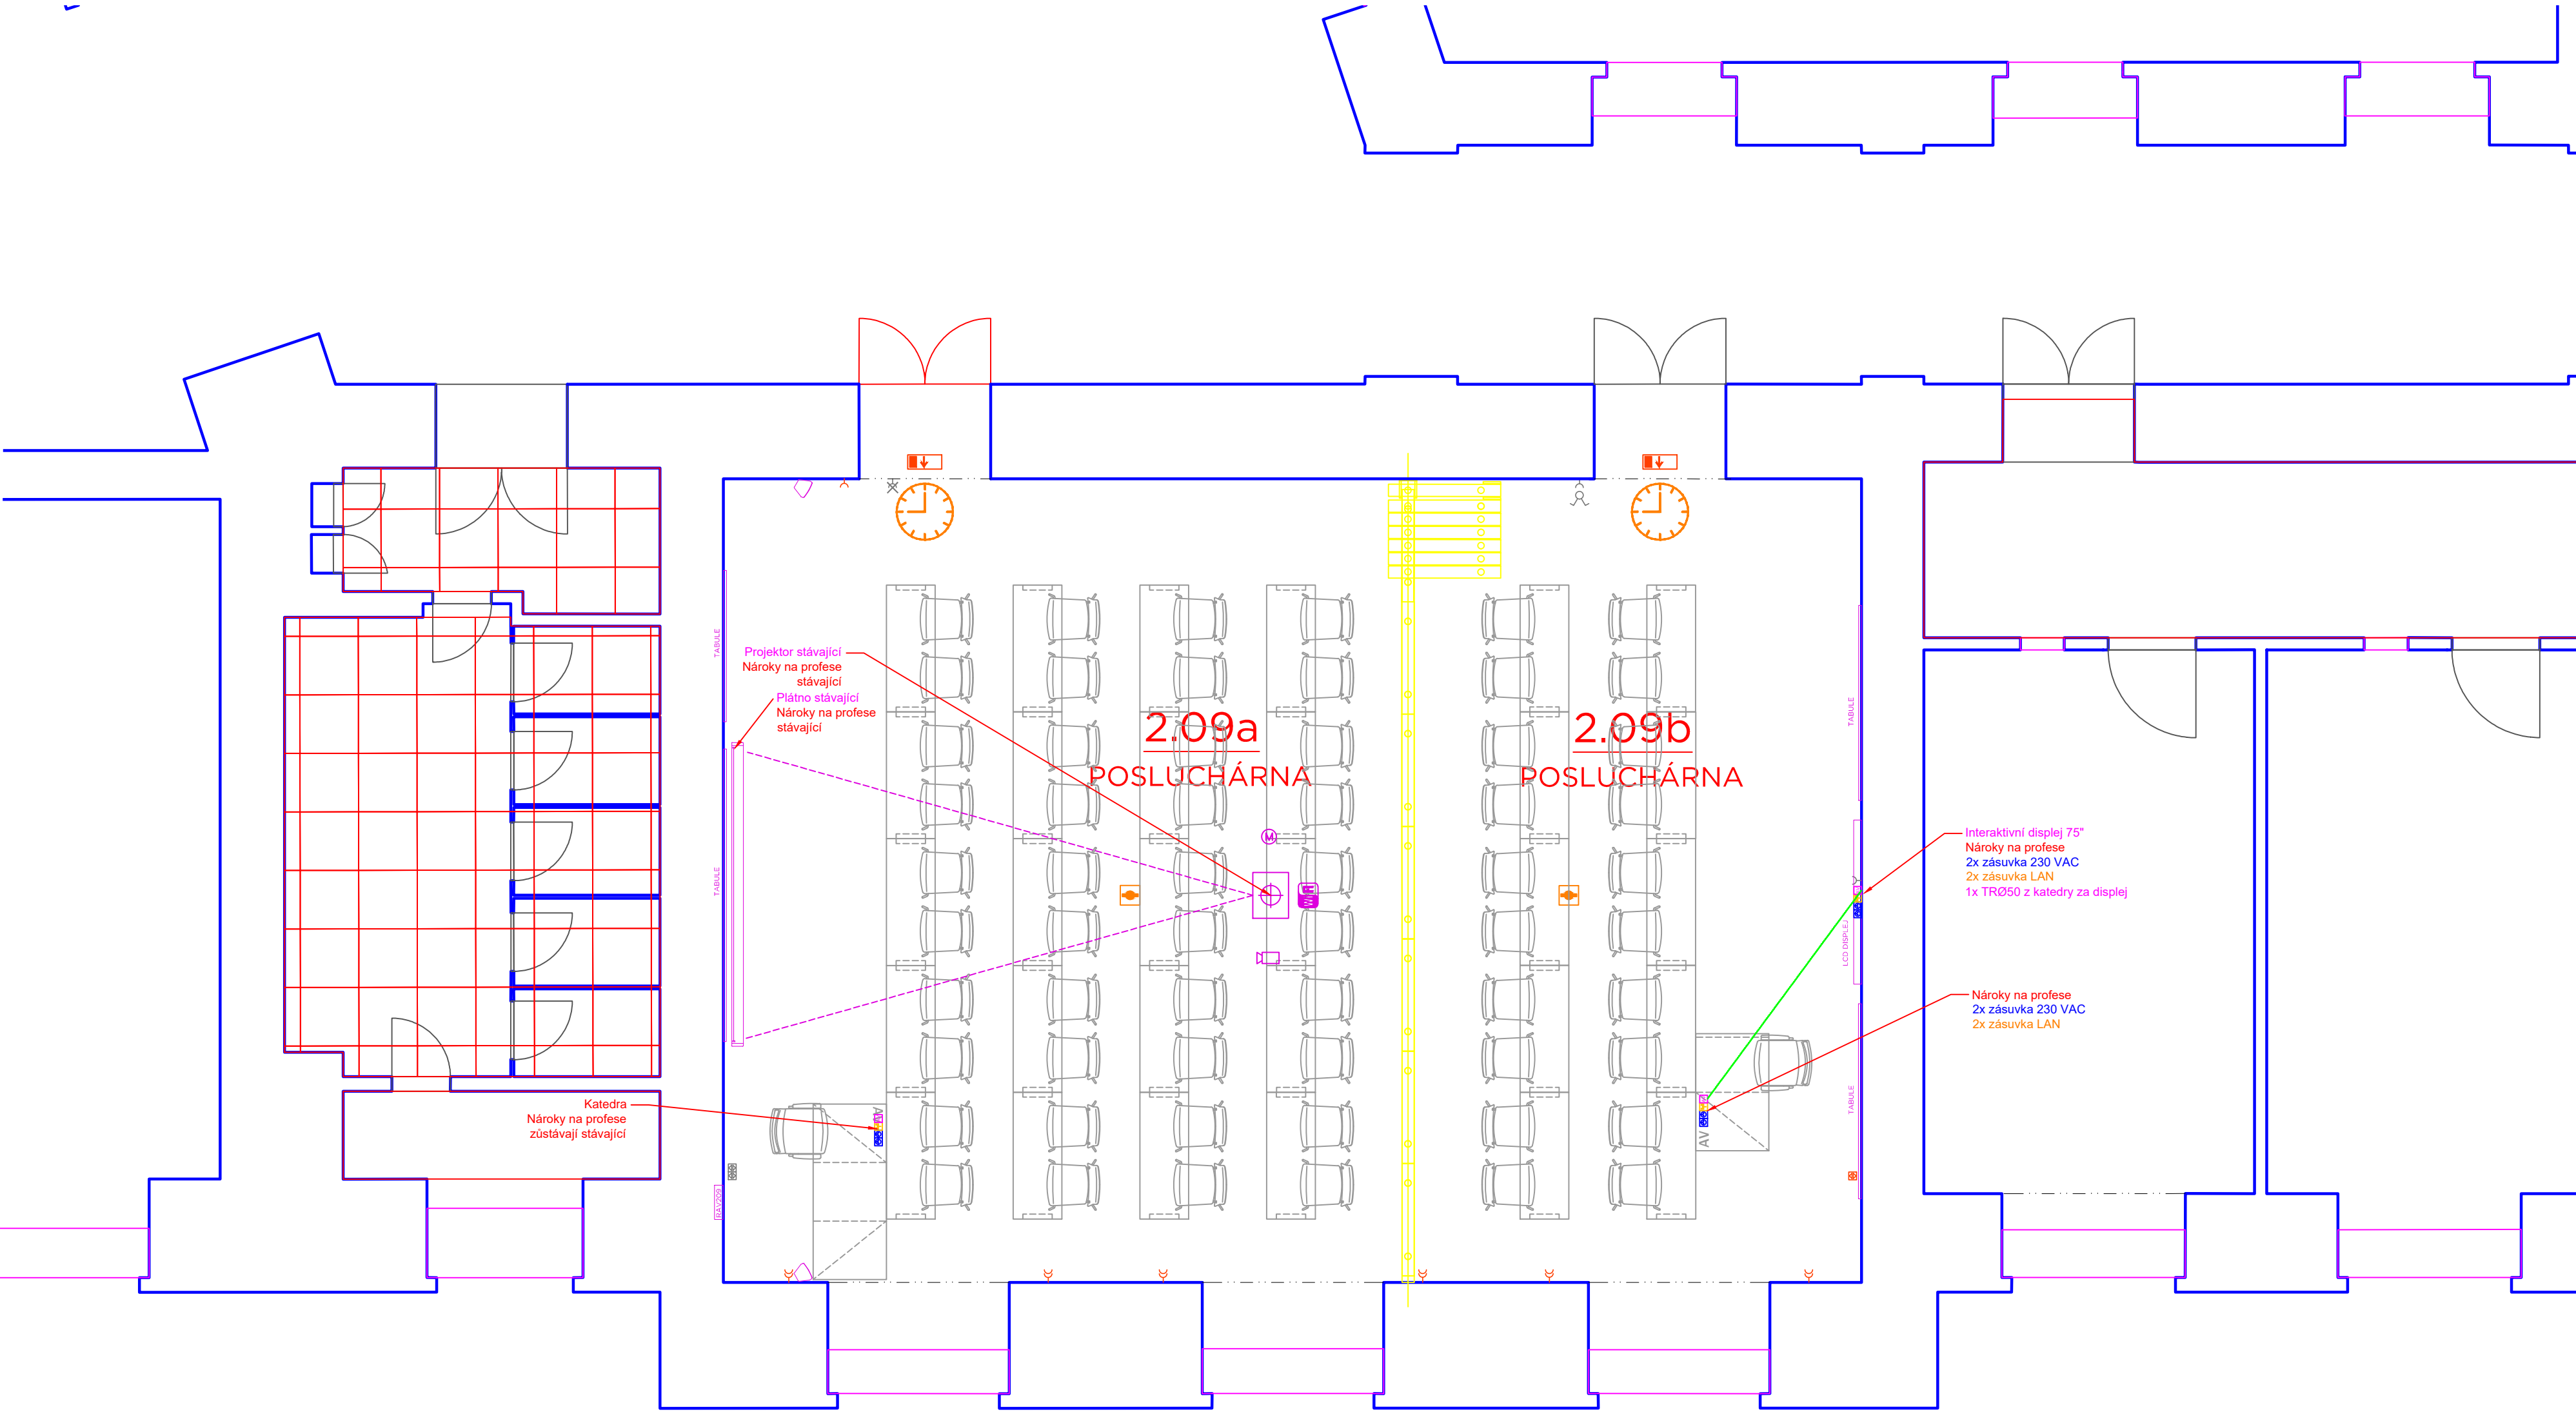 TABULE
Projektor stávající
Nároky na profese
stávající
Plátno stávající
Nároky na profese
stávající
2.09a
POSLUCHÁRNA
2.09b
POSLUCHÁRNA
TABULE
M
TABULE
Interaktivní displej 75"
Nároky na profese
2x zásuvka 230 VAC
2x zásuvka LAN
1x TRØ50 z katedry za displej
LCD DISPLEJ
Nároky na profese
2x zásuvka 230 VAC
2x zásuvka LAN
TABULE
Katedra
Nároky na profese
zůstávají stávající
AV
AV
RAV209